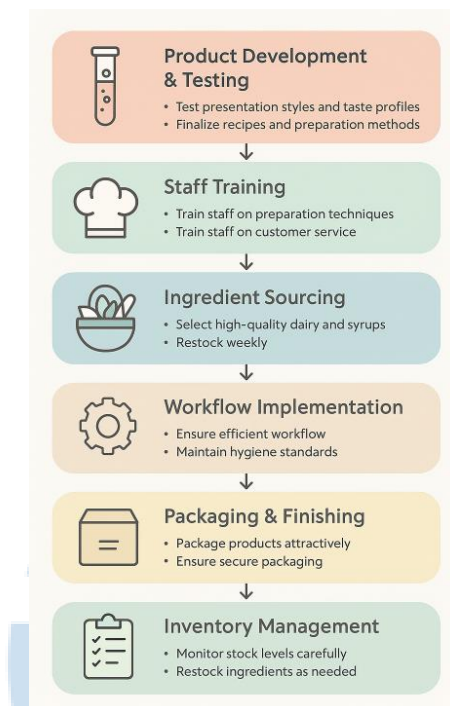 Product Development
& Testing
• Test presentation styles and taste profiles
• Finalize recipes and preparation methods
Staff Training
• Train staff on preparation techniques
• Train staff on customer service
Ingredient Sourcing
• Select high-quality dairy and syrups
• Restock weekly
Workflow Implementation
• Ensure efficient workflow
• Maintain hygiene standards
Packaging & Finishing
• Package products attractively
• Ensure secure packaging
Inventory Management
• Monitor stock levels carefully
• Restock ingredients as needed